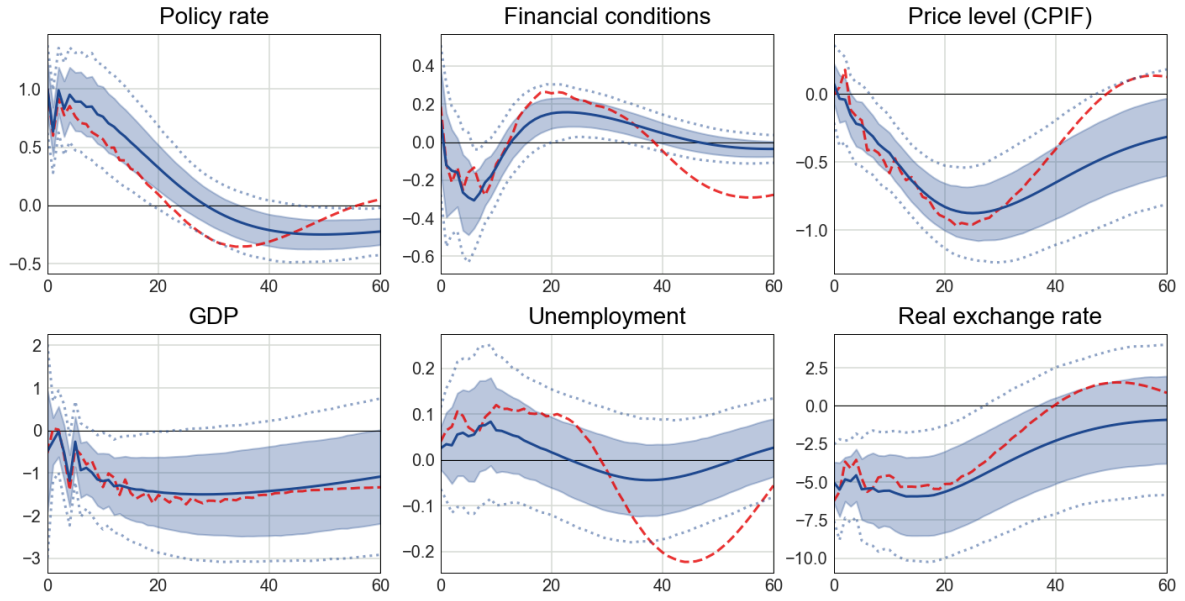 Policy rate
1.0
0.5
0.0
−0.5
0 20 40 60
Financial conditions
0.4
0.2
0.0
−0.2
−0.4
−0.6
0 20 40 60
Price level (CPIF)
0.0
−0.5
−1.0
0 20 40 60
GDP
2
1
0
−1
−2
−3
0 20 40 60
Unemployment
0.2
0.1
0.0
−0.1
−0.2
0 20 40 60
Real exchange rate
2.5
0.0
−2.5
−5.0
−7.5
−10.0
0 20 40 60